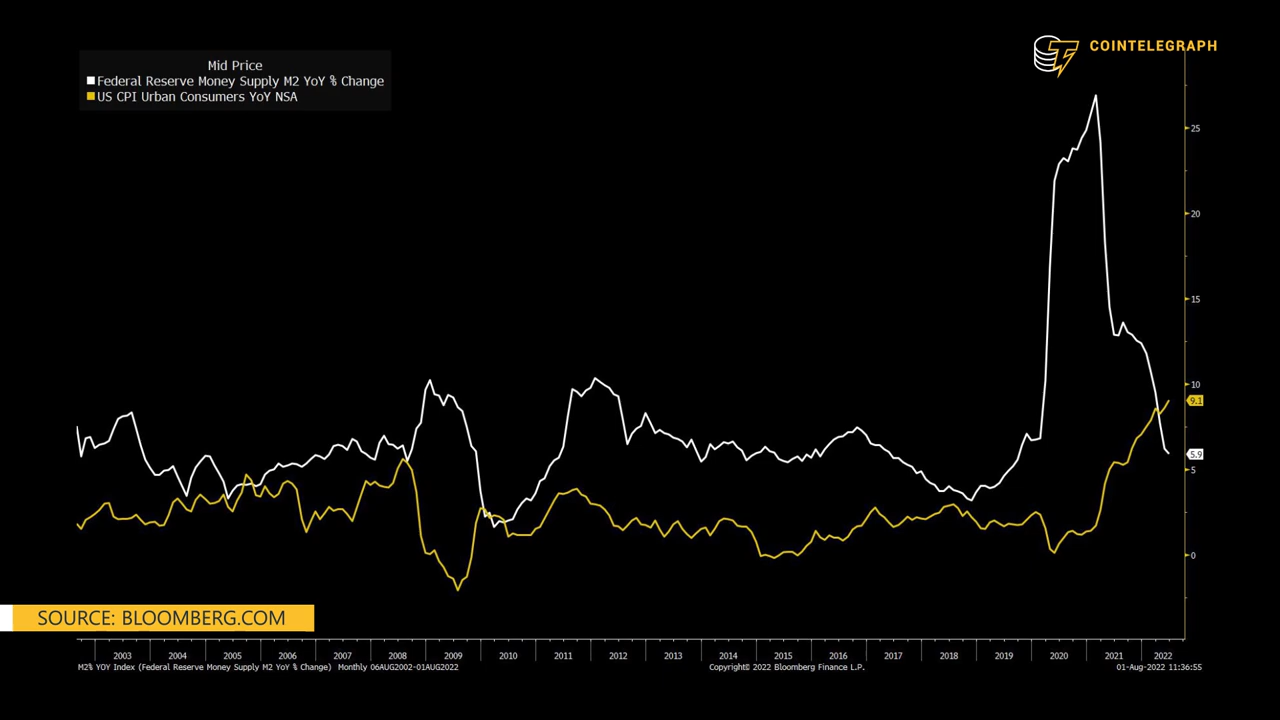 COINTELEGRAPH
Mid Price
Federal Reserve Money Supply M2 YoY % Change
US CPI Urban Consumers YoY NSA
25
20
15
10
9.1
5.9
5
0
SOURCE: BLOOMBERG.COM
2003 2004 2005 2006 2007 2008 2009 2010 2011 2012 2013 2014 2015 2016 2017 2018 2019 2020 2021 2022
M2% YOY Index (Federal Reserve Money Supply M2 YoY % Change) Monthly 06AUG2002-01AUG2022 Copyright© 2022 Bloomberg Finance L.P. 01-Aug-2022 11:36:55